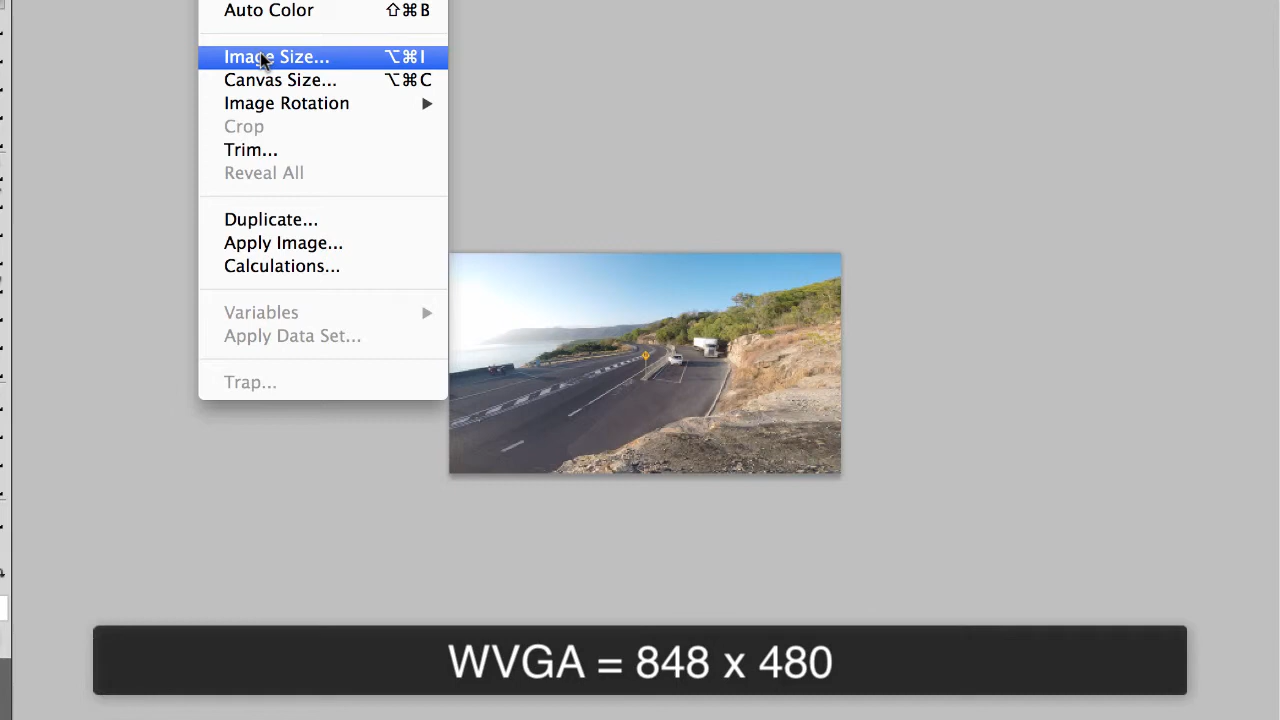 Auto Color ⇧⌘B
Image Size... ⌥⌘I
Canvas Size... ⌥⌘C
Image Rotation ▶
Crop
Trim...
Reveal All
Duplicate...
Apply Image...
Calculations...
Variables ▶
Apply Data Set...
Trap...
WVGA = 848 x 480